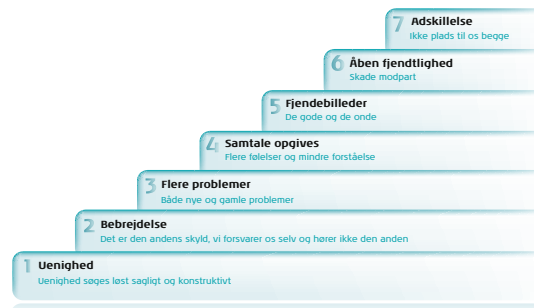 7 Adskillelse
Ikke plads til os begge
6 Åben fjendtlighed
Skade modpart
5 Fjendebilleder
De gode og de onde
4 Samtale opgives
Flere følelser og mindre forståelse
3 Flere problemer
Både nye og gamle problemer
2 Bebrejdelse
Det er den andens skyld, vi forsvarer os selv og hører ikke den anden
1 Uenighed
Uenighed søges løst sagligt og konstruktivt